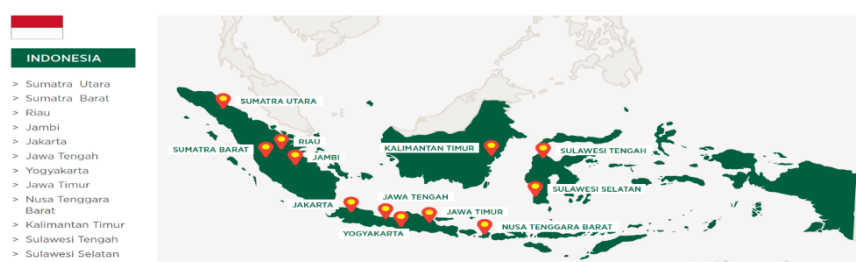 INDONESIA
> Sumatra Utara
> Sumatra Barat
> Riau
> Jambi
> Jakarta
> Jawa Tengah
> Yogyakarta
> Jawa Timur
> Nusa Tenggara
Barat
> Kalimantan Timur
> Sulawesi Tengah
> Sulawesi Selatan
SUMATRA UTARA
RIAU
SUMATRA BARAT
JAMBI
KALIMANTAN TIMUR
SULAWESI TENGAH
SULAWESI SELATAN
JAWA TENGAH
JAKARTA
JAWA TIMUR
YOGYAKARTA
NUSA TENGGARA BARAT